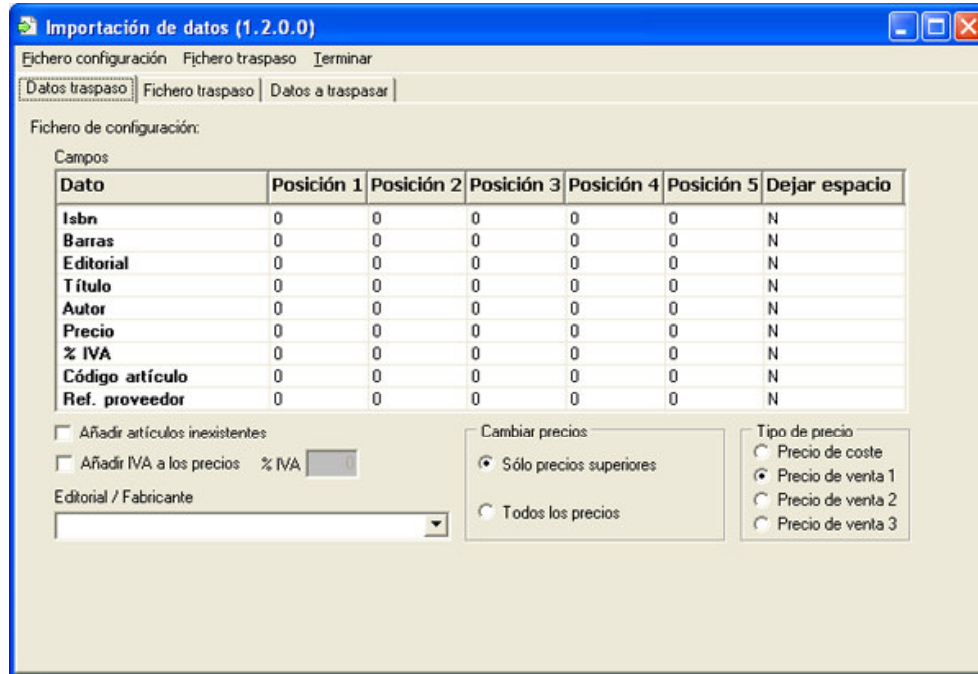 Importación de datos (1.2.0.0)
Fichero configuración Fichero traspaso Terminar
Datos traspaso Fichero traspaso Datos a traspasar
Fichero de configuración:
Campos
Dato Posición 1 Posición 2 Posición 3 Posición 4 Posición 5 Dejar espacio
Isbn 0 0 0 0 0 N
Barras 0 0 0 0 0 N
Editorial 0 0 0 0 0 N
Título 0 0 0 0 0 N
Autor 0 0 0 0 0 N
Precio 0 0 0 0 0 N
% IVA 0 0 0 0 0 N
Código artículo 0 0 0 0 0 N
Ref. proveedor 0 0 0 0 0 N
Añadir artículos inexistentes
Añadir IVA a los precios % IVA 0
Editorial / Fabricante
Cambiar precios
Sólo precios superiores
Todos los precios
Tipo de precio
Precio de coste
Precio de venta 1
Precio de venta 2
Precio de venta 3